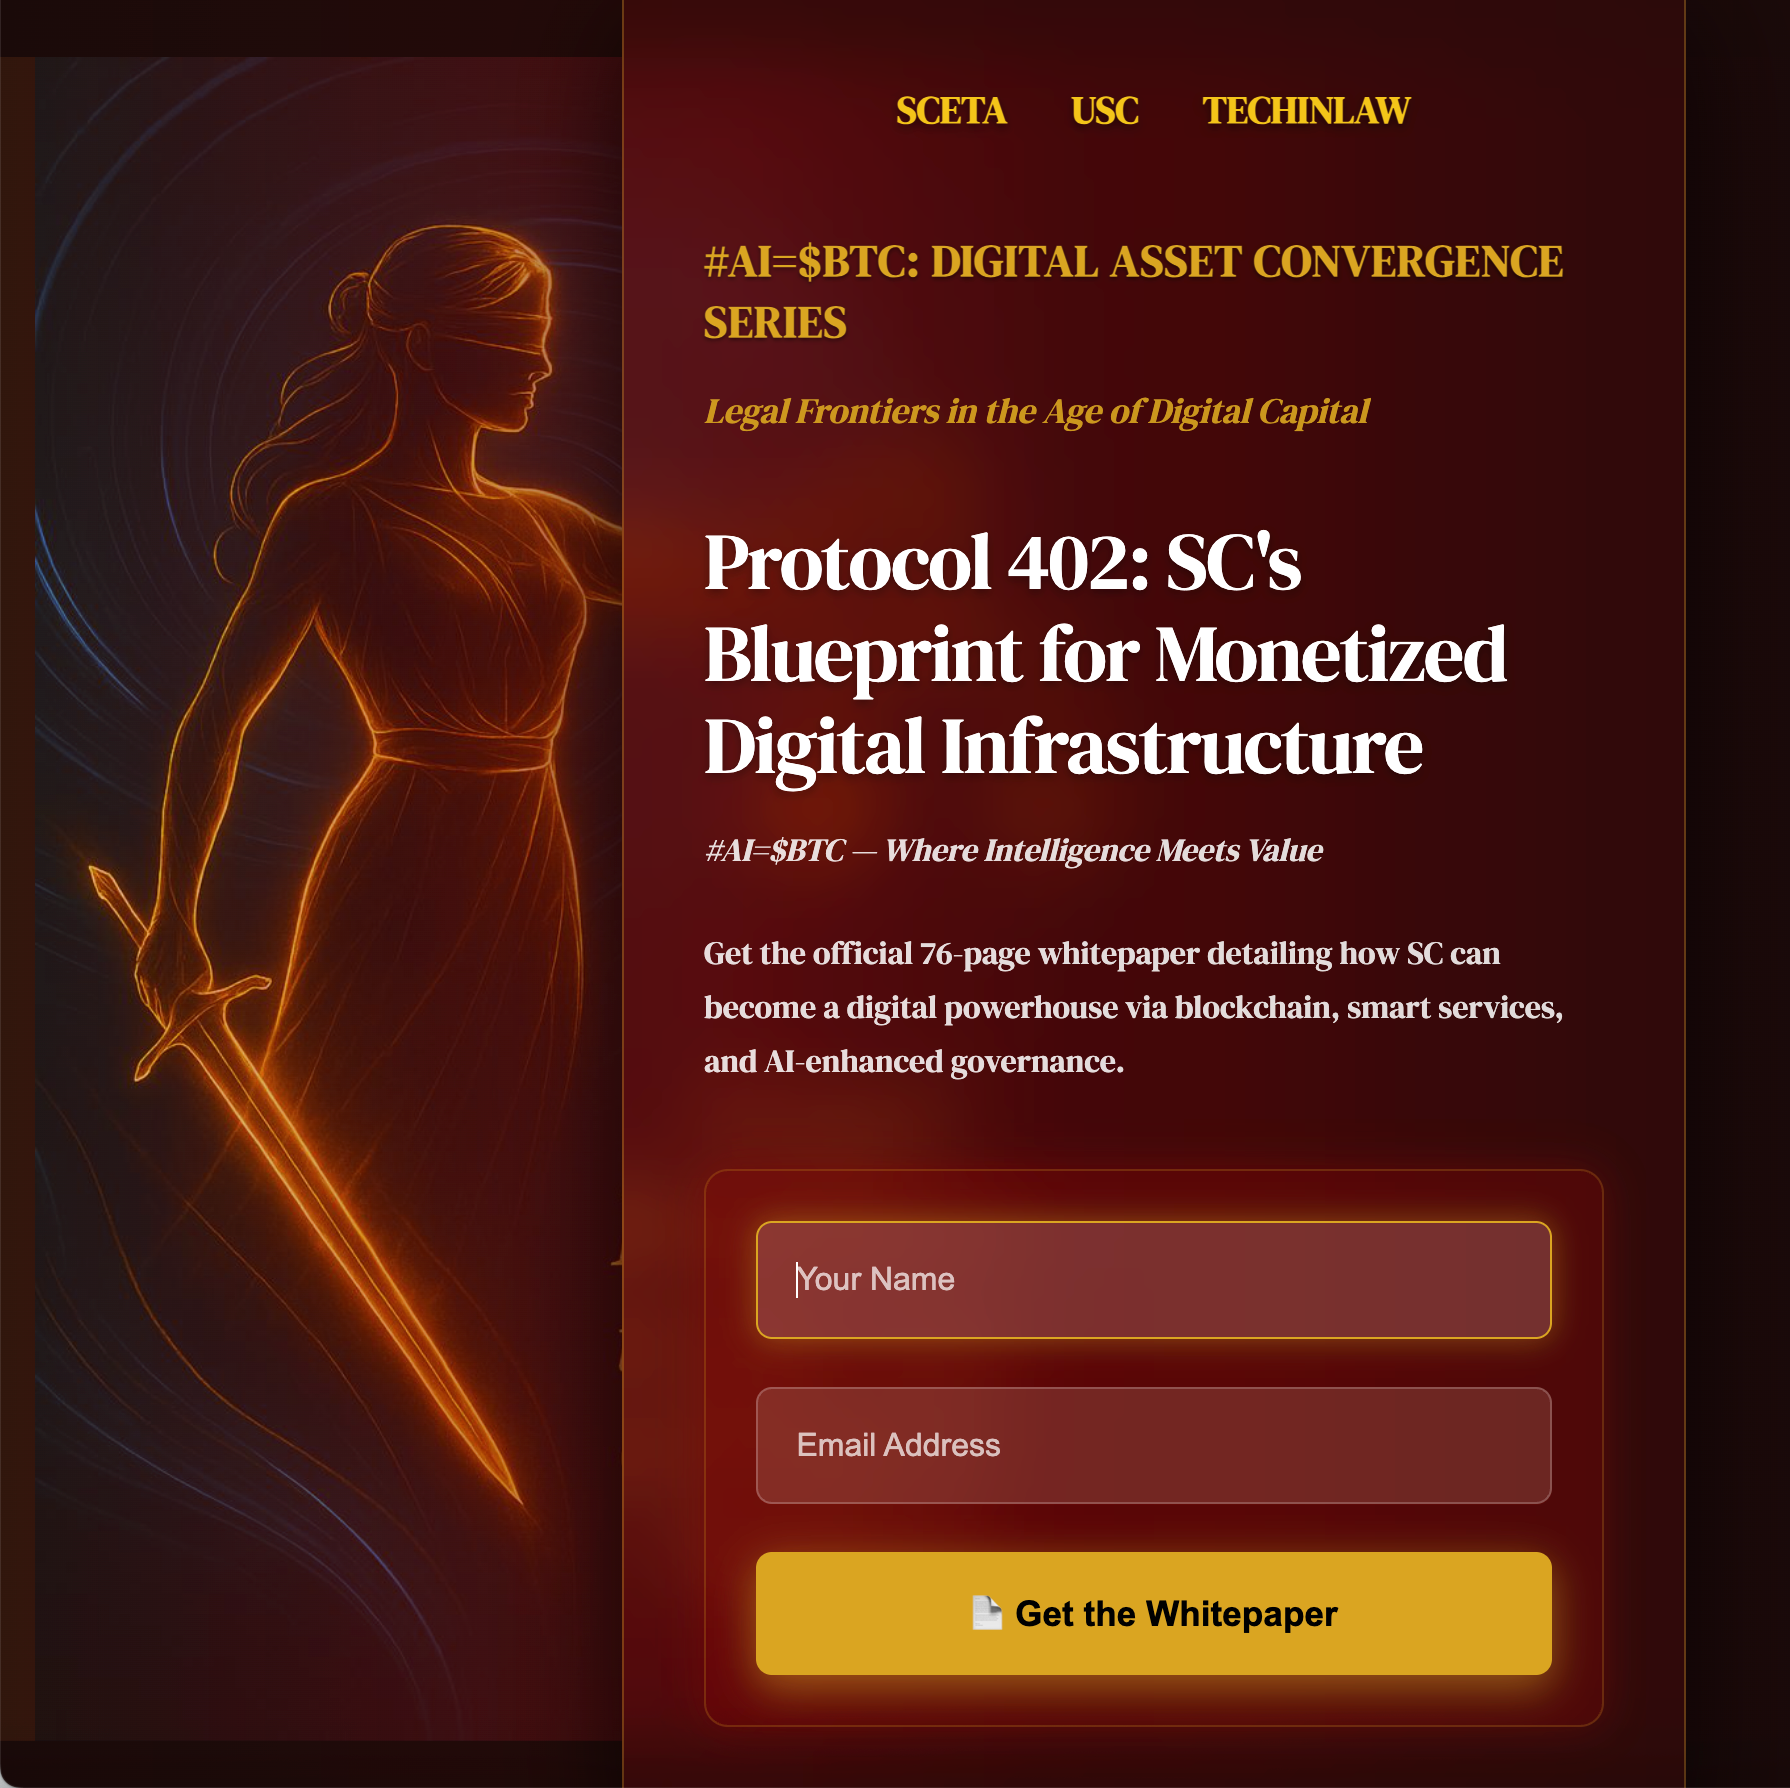 SCETA USC TECHINLAW
#AI=$BTC: DIGITAL ASSET CONVERGENCE
SERIES
Legal Frontiers in the Age of Digital Capital
Protocol 402: SC's
Blueprint for Monetized
Digital Infrastructure
#AI=$BTC — Where Intelligence Meets Value
Get the official 76-page whitepaper detailing how SC can
become a digital powerhouse via blockchain, smart services,
and AI-enhanced governance.
Your Name
Email Address
Get the Whitepaper